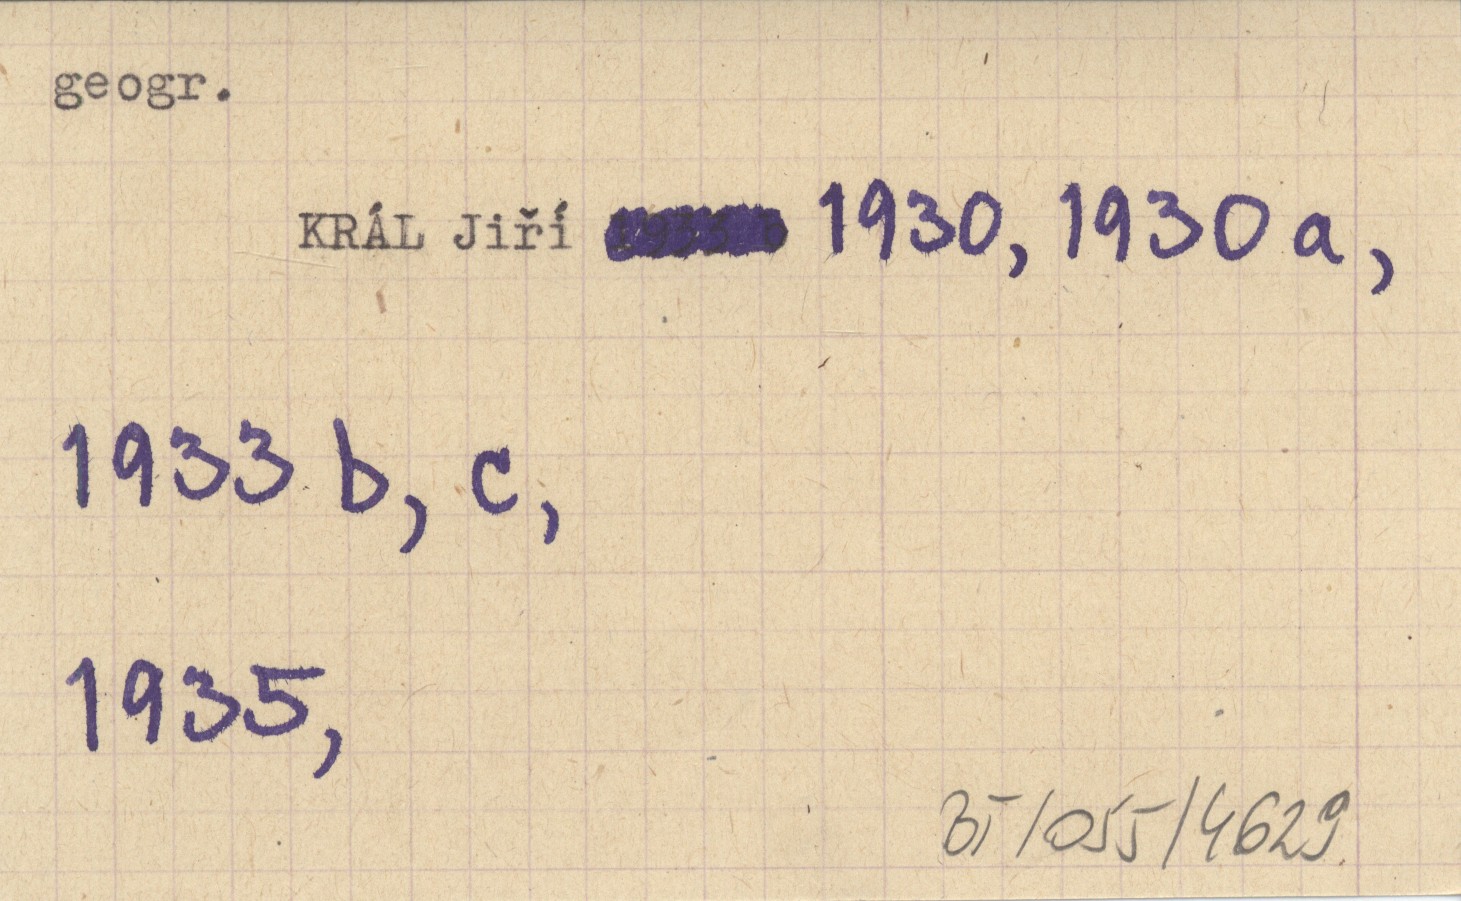 geogr.
KRÁL Jiří 1930, 1930 a,
1933 b, c,
1935,
BT/055/4629